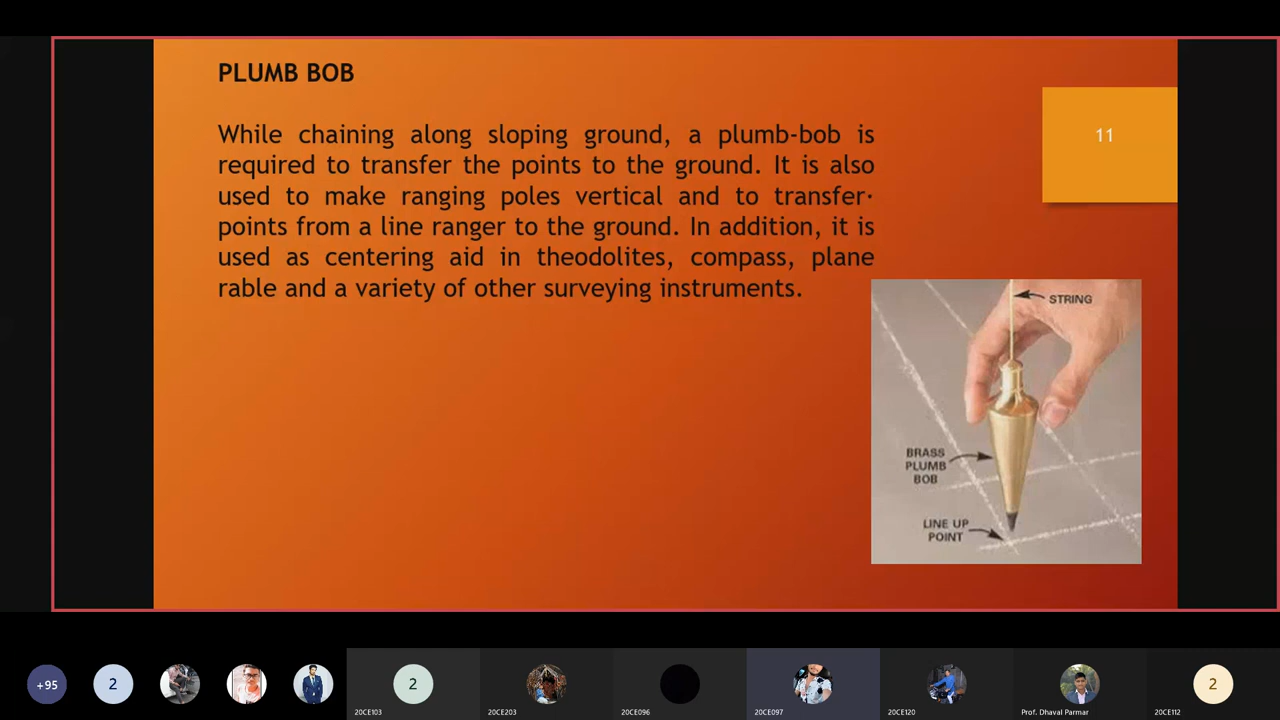 PLUMB BOB
11
While chaining along sloping ground, a plumb-bob is
required to transfer the points to the ground. It is also
used to make ranging poles vertical and to transfer·
points from a line ranger to the ground. In addition, it is
used as centering aid in theodolites, compass, plane
rable and a variety of other surveying instruments.
STRING
BRASS
PLUMB
BOB
LINE UP
POINT
+95
2
2
2
20CE103
20CE203
20CE096
20CE097
20CE120
Prof. Dhaval Parmar
20CE112